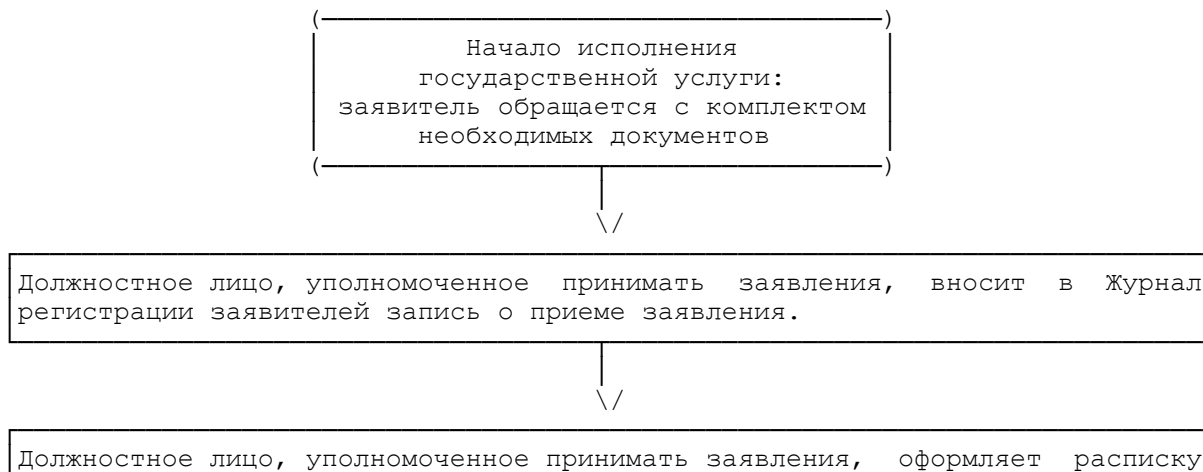 Начало исполнения
государственной услуги:
заявитель обращается с комплектом
необходимых документов
Должностное лицо, уполномоченное принимать заявления, вносит в Журнал
регистрации заявителей запись о приеме заявления.
Должностное лицо, уполномоченное принимать заявления, оформляет расписку